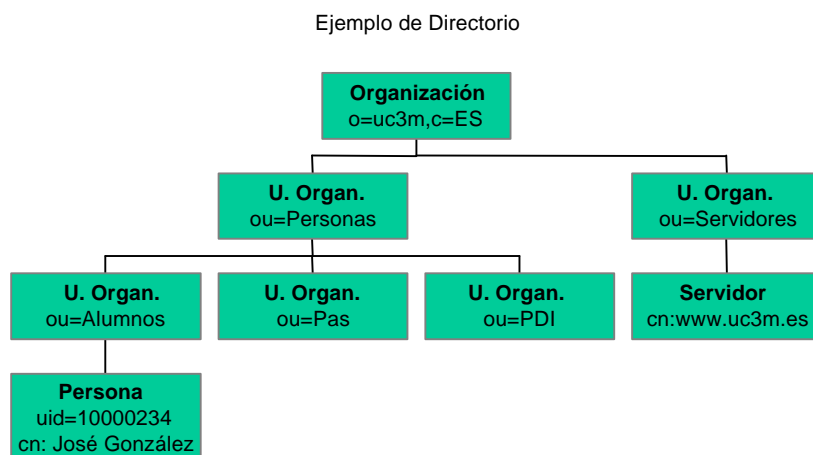 Ejemplo de Directorio
Organización
o=uc3m,c=ES
U. Organ.
ou=Personas
U. Organ.
ou=Servidores
U. Organ.
ou=Alumnos
U. Organ.
ou=Pas
U. Organ.
ou=PDI
Servidor
cn:www.uc3m.es
Persona
uid=10000234
cn: José González